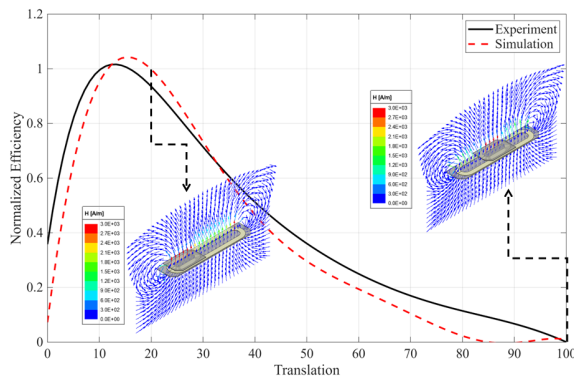 Experiment
Simulation
Normalized Efficiency
1.2
1
0.8
0.6
0.4
0.2
0
0
10
20
30
40
50
60
70
80
90
100
Translation
H [A/m]
3.0E+03
2.7E+03
2.4E+03
2.1E+03
1.8E+03
1.5E+03
1.2E+03
9.0E+02
6.0E+02
3.0E+02
0.0E+00
H [A/m]
3.0E+03
2.7E+03
2.4E+03
2.1E+03
1.8E+03
1.5E+03
1.2E+03
9.0E+02
6.0E+02
3.0E+02
0.0E+00